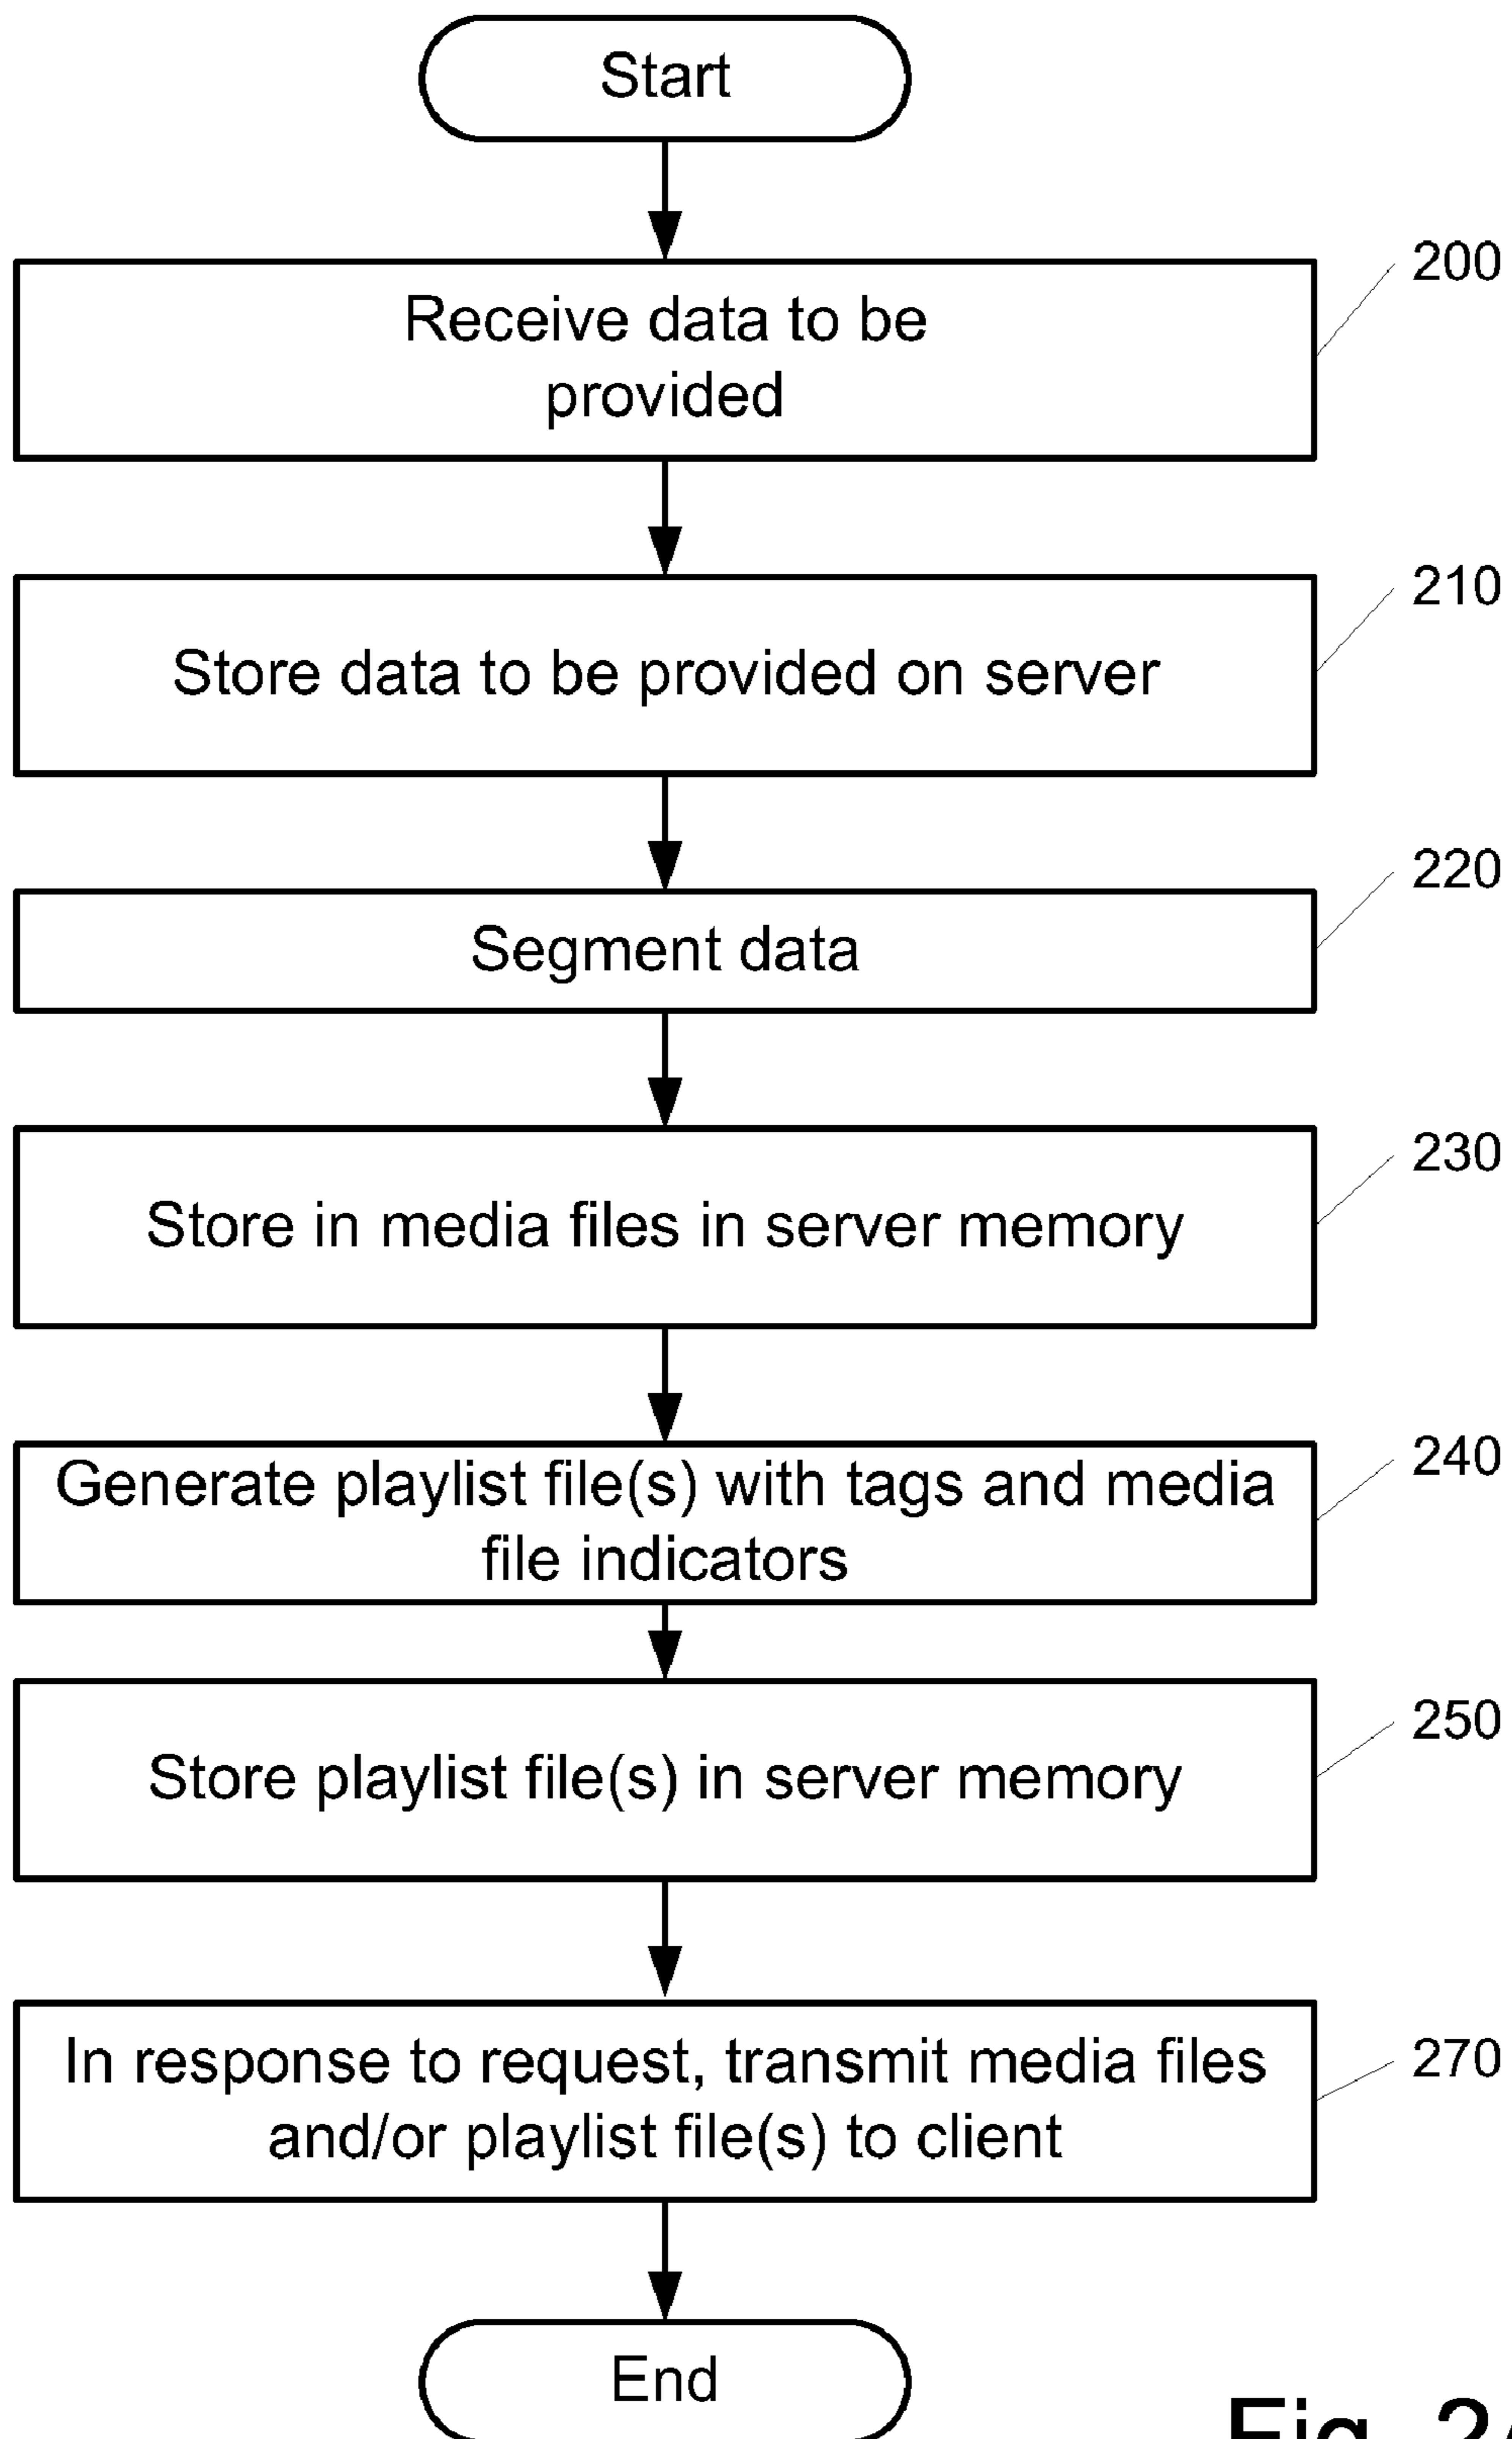 Start
200
Receive data to be
provided
210
Store data to be provided on server
220
Segment data
230
Store in media files in server memory
240
Generate playlist file(s) with tags and media
file indicators
250
Store playlist file(s) in server memory
270
In response to request, transmit media files
and/or playlist file(s) to client
End
Fig.